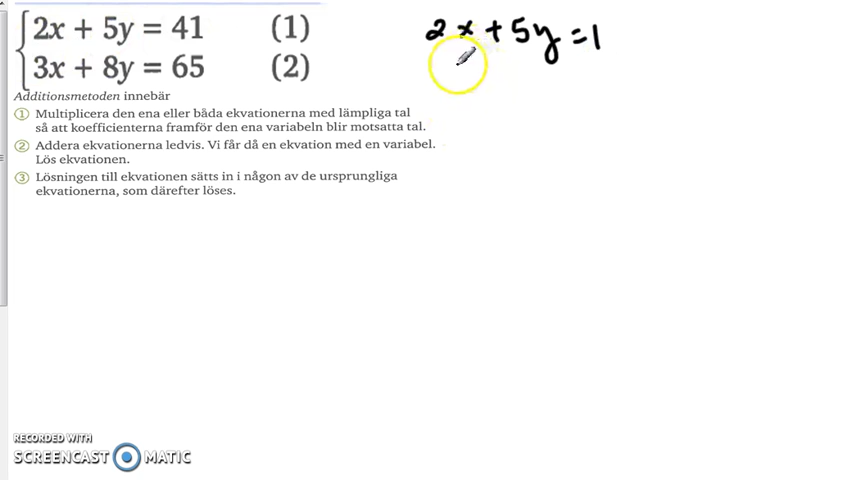 2x + 5y = 41 (1)
3x + 8y = 65 (2)
2x + 5y = 1
Additionsmetoden innebär
① Multiplicera den ena eller båda ekvationerna med lämpliga tal
så att koefficienterna framför den ena variabeln blir motsatta tal.
② Addera ekvationerna ledvis. Vi får då en ekvation med en variabel.
Lös ekvationen.
③ Lösningen till ekvationen sätts in i någon av de ursprungliga
ekvationerna, som därefter löses.
RECORDED WITH
SCREENCAST MATIC